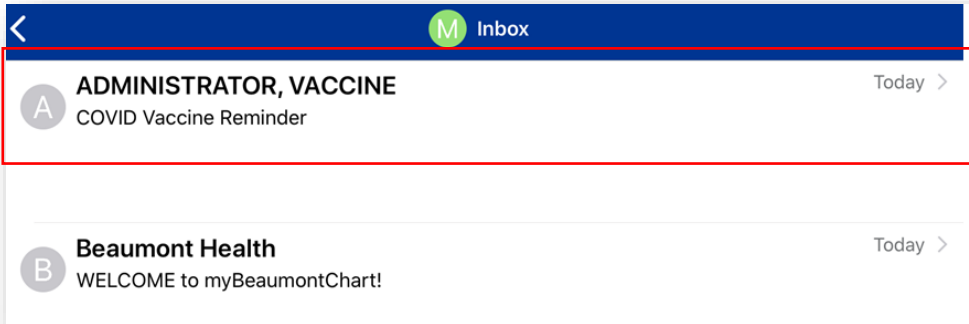 M Inbox
A ADMINISTRATOR, VACCINE Today
COVID Vaccine Reminder
B Beaumont Health Today
WELCOME to myBeaumontChart!